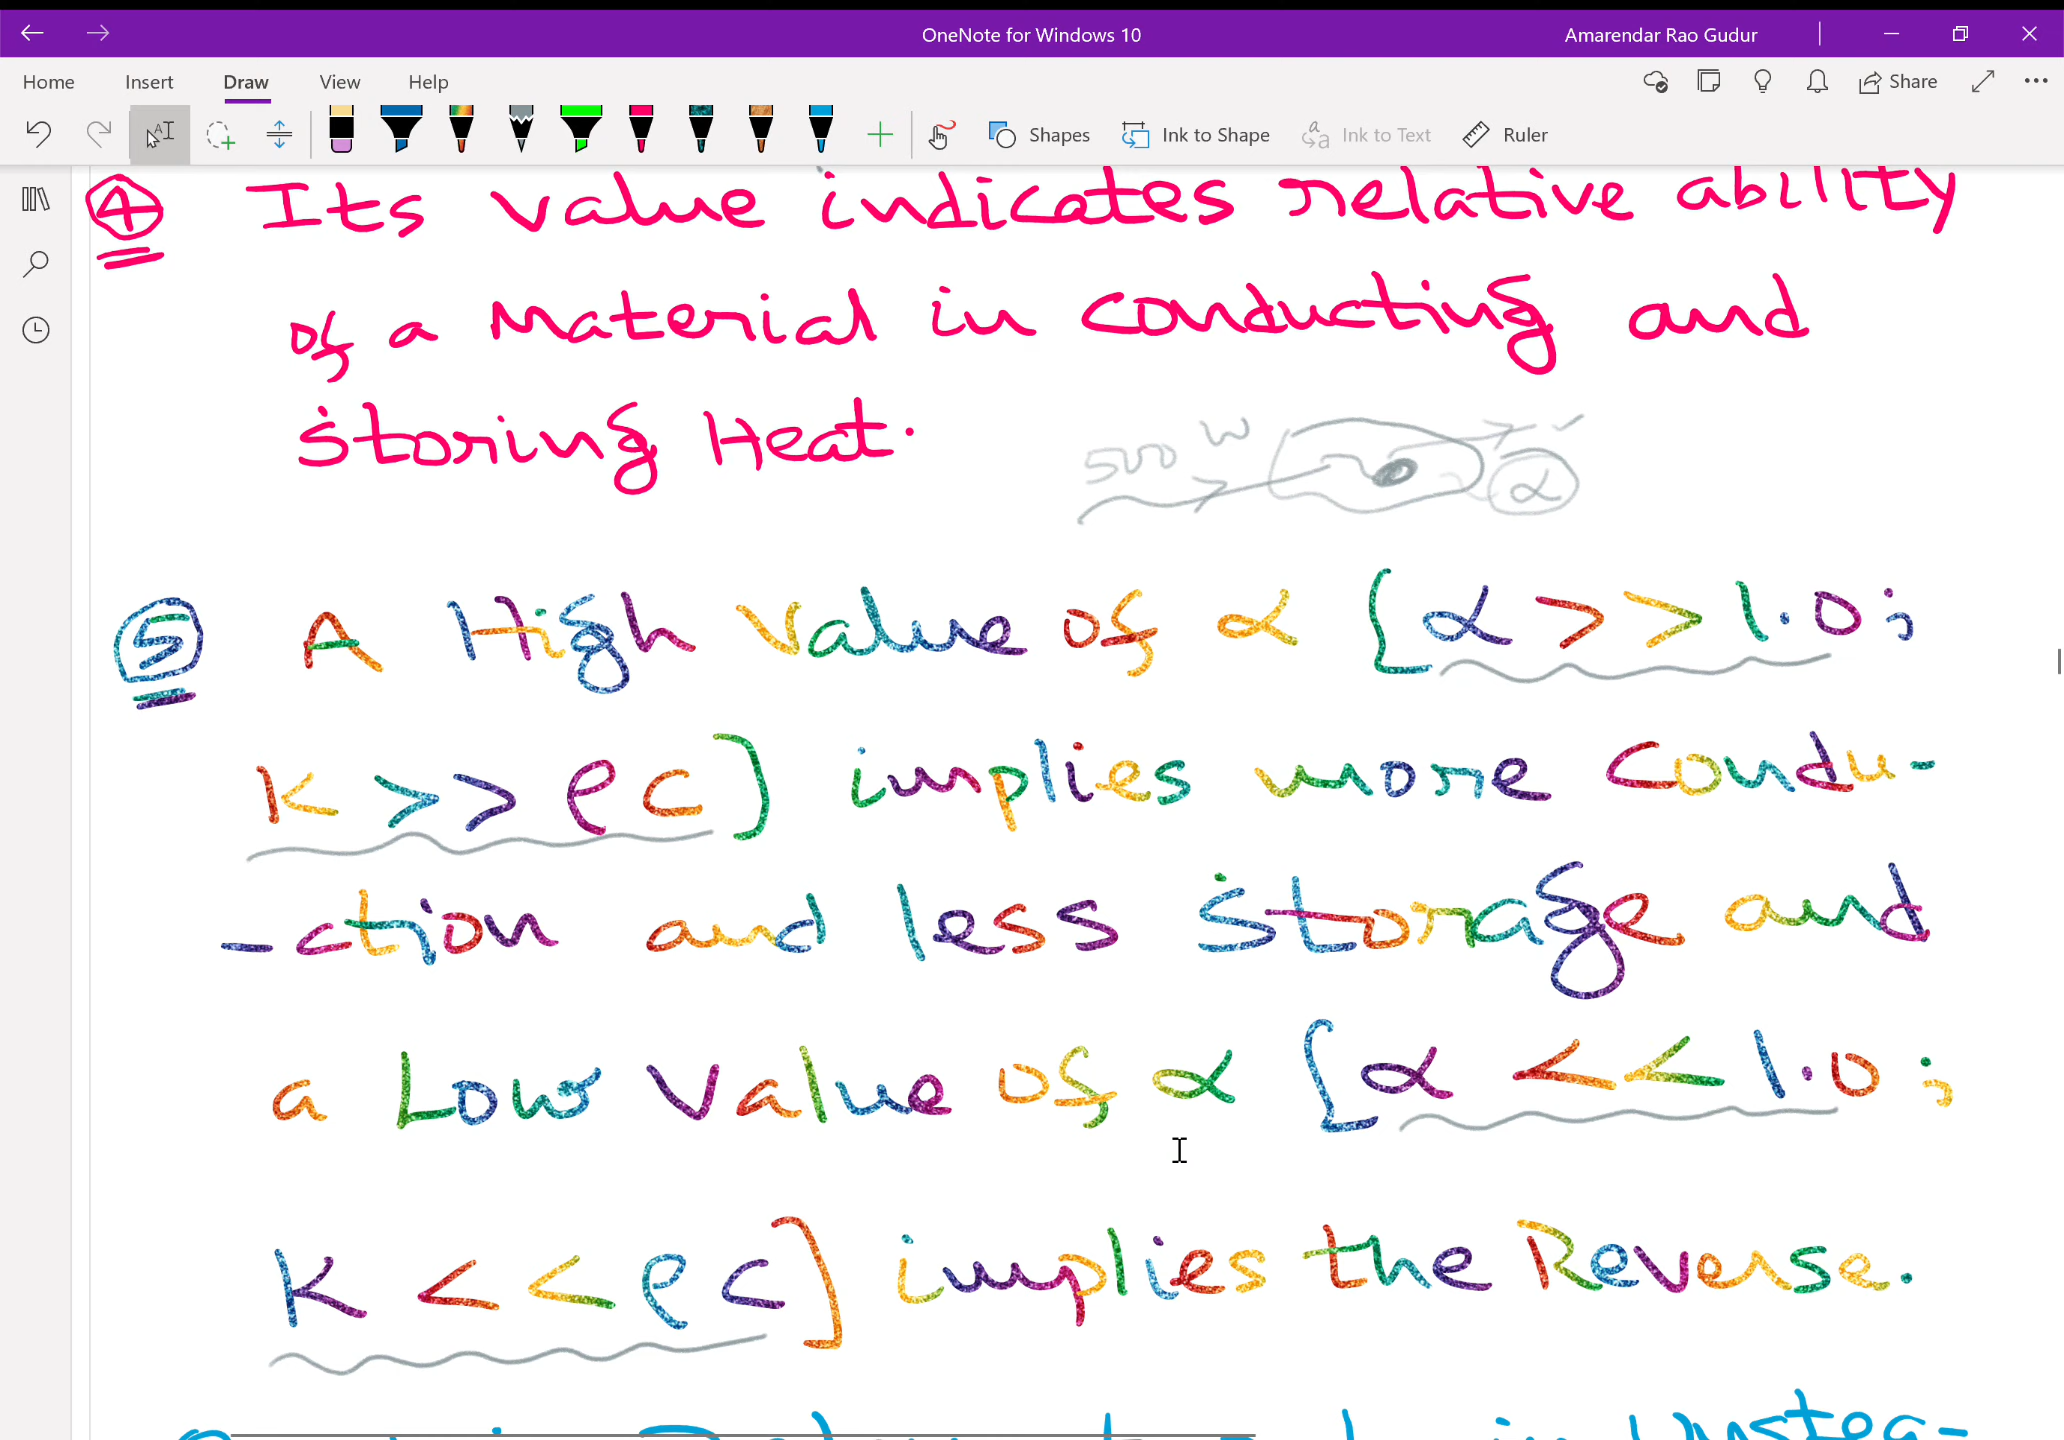 OneNote for Windows 10
Amarendar Rao Gudur
Home Insert Draw View Help
Share
Shapes Ink to Shape Ink to Text Ruler
④ Its value indicates relative ability
of a Material in conducting and
storing Heat.
500 W α
⑤ A High Value of α [α >> 1.0;
K >> ρc] implies more condu-
-ction and less storage and
a Low Value of α [α << 1.0;
K << ρc] implies the Reverse.